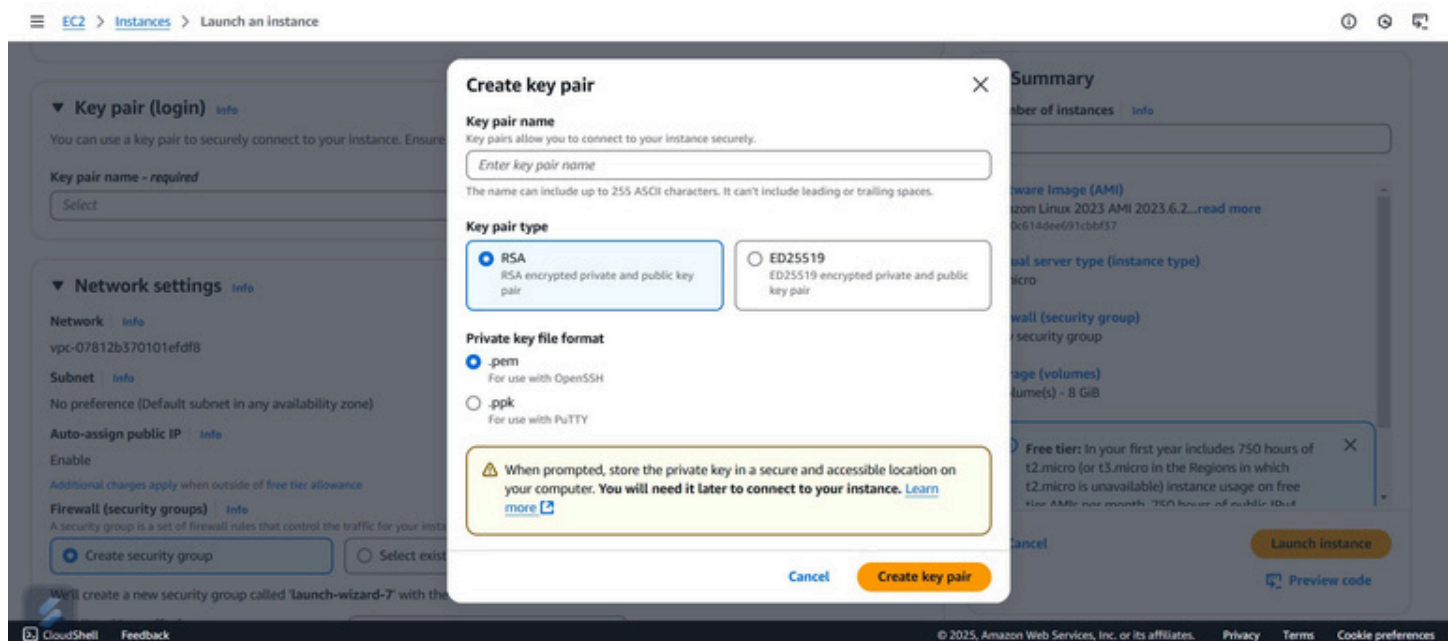 EC2 > Instances > Launch an instance
▼ Key pair (login) Info
You can use a key pair to securely connect to your instance. Ensure
Key pair name - required
Select
▼ Network settings Info
Network Info
vpc-07812b370101efdf8
Subnet Info
No preference (Default subnet in any availability zone)
Auto-assign public IP Info
Enable
Additional charges apply when outside of free tier allowance
Firewall (security groups) Info
A security group is a set of firewall rules that control the traffic for your
Create security group
Select
We'll create a new security group called 'launch-wizard-7' with the
Create key pair
Key pair name
Key pairs allow you to connect to your instance securely.
Enter key pair name
The name can include up to 255 ASCII characters. It can't include leading or trailing spaces.
Key pair type
RSA
RSA encrypted private and public key
pair
ED25519
ED25519 encrypted private and public
key pair
Private key file format
.pem
For use with OpenSSH
.ppk
For use with PuTTY
When prompted, store the private key in a secure and accessible location on
your computer. You will need it later to connect to your instance. Learn
more
Cancel
Create key pair
Summary
of instances Info
Image (AMI)
Linux 2023 AMI 2023.6.2...read more
server type (instance type)
(security group)
security group
(volumes)
- 8 GiB
Free tier: In your first year includes 750 hours of
t2.micro (or t3.micro in the Regions in which
t2.micro is unavailable) instance usage on free
tier AMIs per month, 750 hours of public IPv4
Cancel
Launch instance
Preview code
CloudShell Feedback
© 2025, Amazon Web Services, Inc. or its affiliates. Privacy Terms Cookie preferences